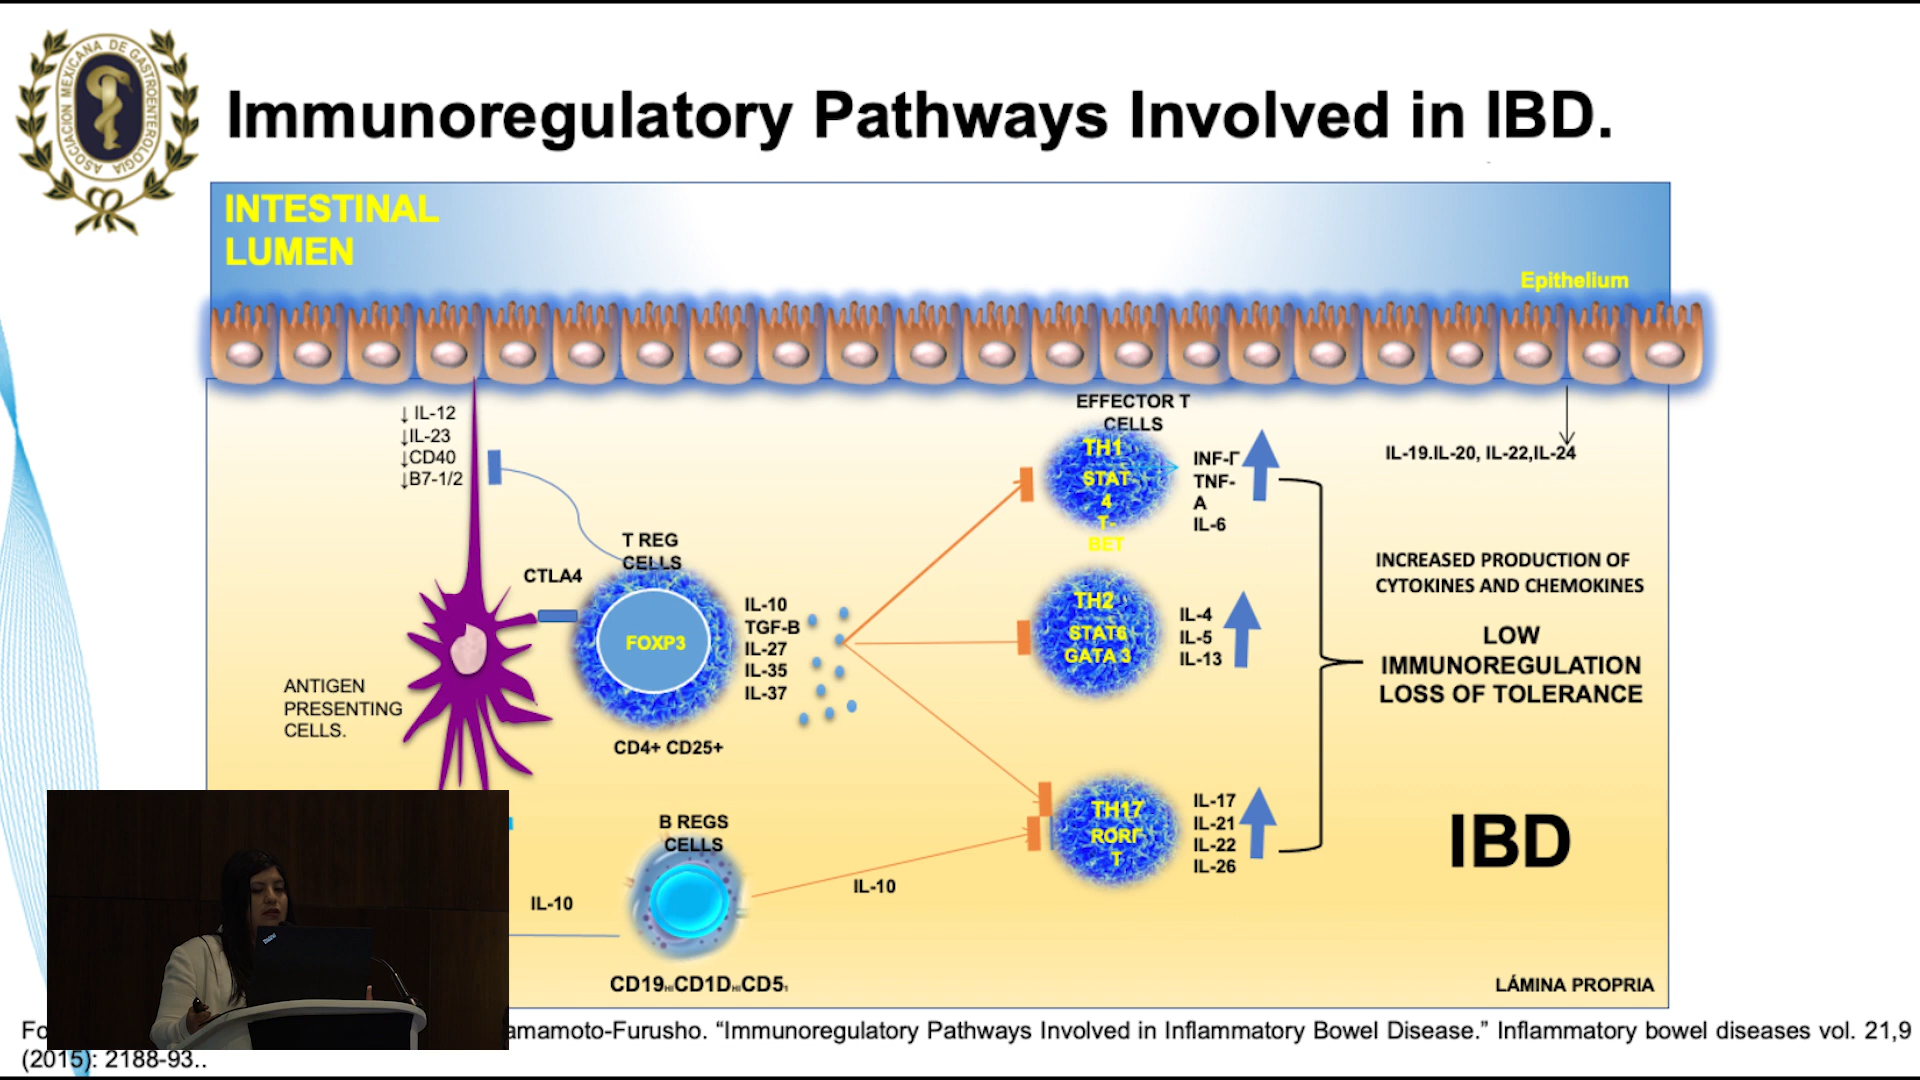 ASOCIACION MEXICANA DE GASTROENTEROLOGIA
Immunoregulatory Pathways Involved in IBD.
INTESTINAL
LUMEN
Epithelium
↓ IL-12
↓IL-23
↓CD40
↓B7-1/2
EFFECTOR T
CELLS
TH1
STAT
4
T-
BET
INF-Γ
TNF-
A
IL-6
IL-19.IL-20, IL-22,IL-24
T REG
CELLS
CTLA4
FOXP3
IL-10
TGF-B
IL-27
IL-35
IL-37
CD4+ CD25+
ANTIGEN
PRESENTING
CELLS.
TH2
STAT6
GATA 3
IL-4
IL-5
IL-13
INCREASED PRODUCTION OF
CYTOKINES AND CHEMOKINES
LOW
IMMUNOREGULATION
LOSS OF TOLERANCE
TH17
RORΓ
T
IL-17
IL-21
IL-22
IL-26
IBD
B REGS
CELLS
IL-10
IL-10
CD19HICD1DHICD5
LÁMINA PROPRIA
amamoto-Furusho. “Immunoregulatory Pathways Involved in Inflammatory Bowel Disease.” Inflammatory bowel diseases vol. 21,9
(2015): 2188-93..